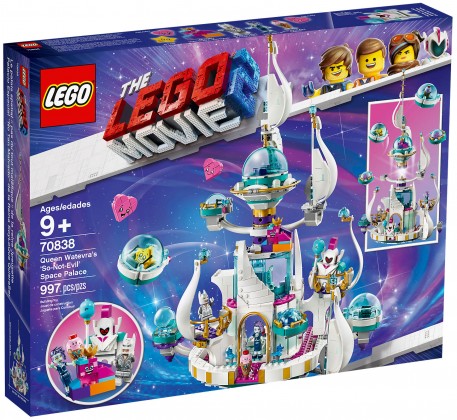 LEGO
THE
LEGO
MOVIE 2
Ages/edades
9+
70838
Queen Watevra's
'So-Not-Evil'
Space Palace
997 pcs/pzs